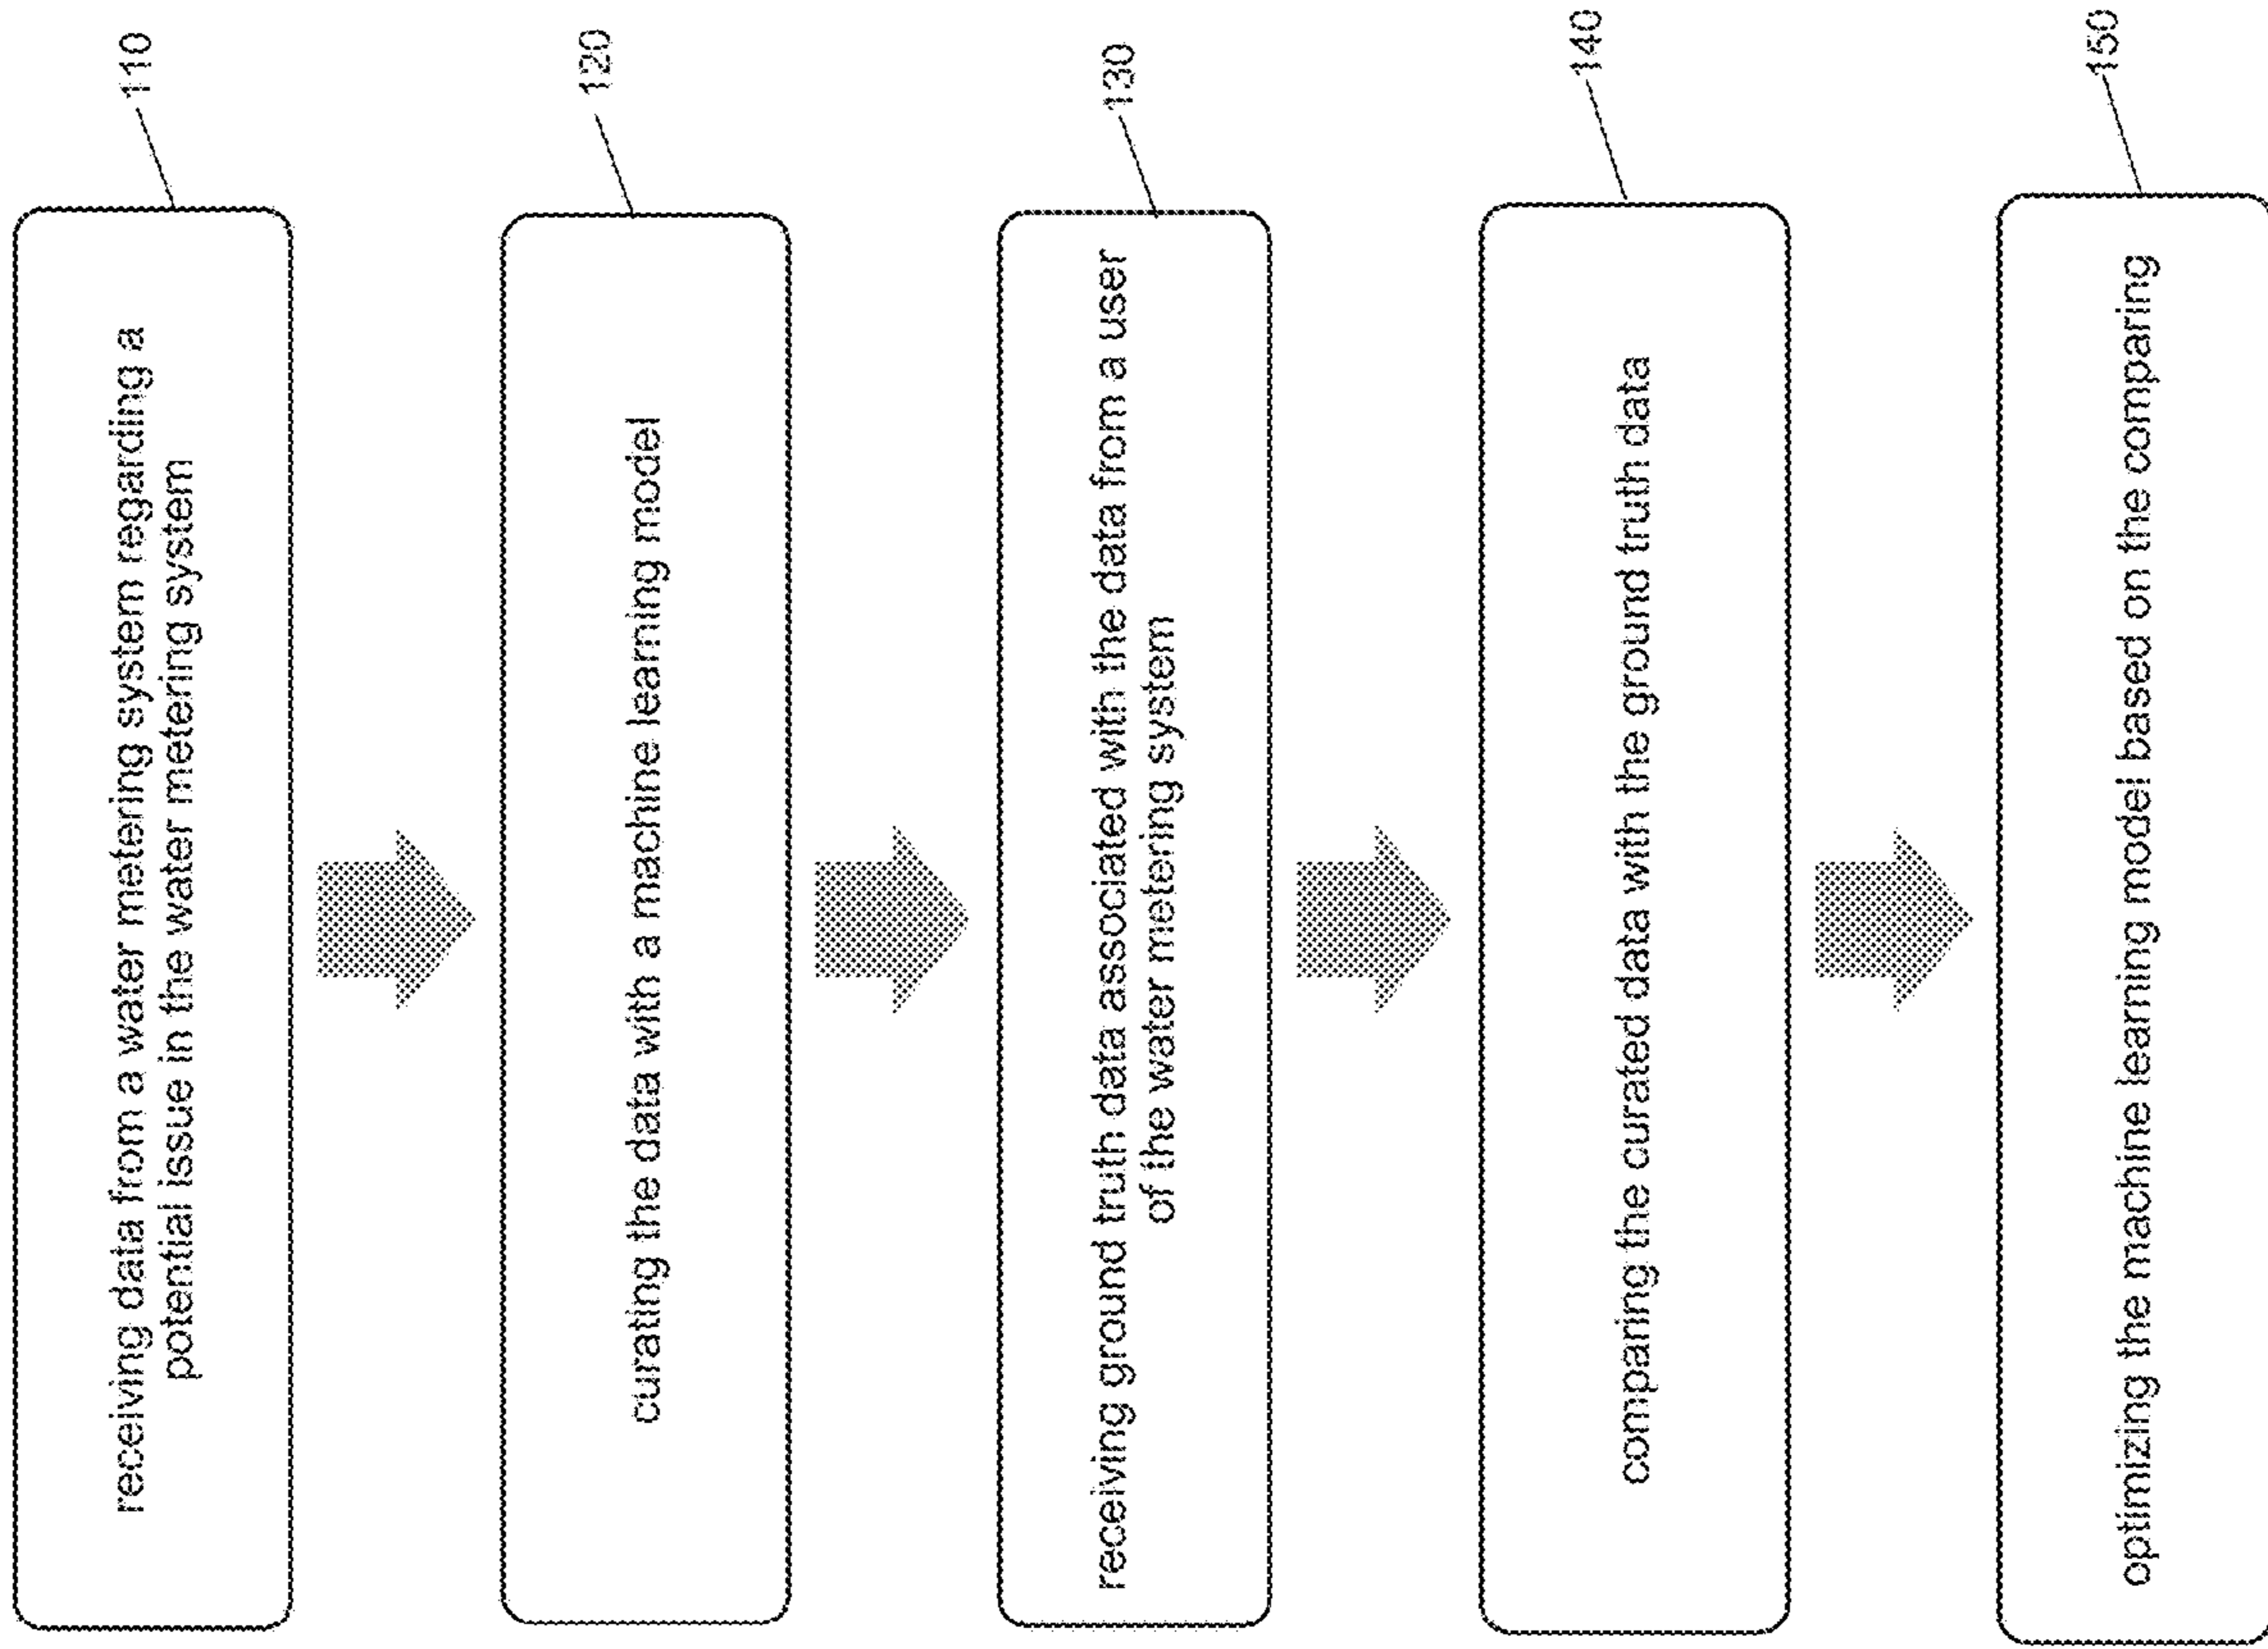 receiving data from a water metering system regarding a
potential issue in the water metering system
110
curating the data with a machine learning model
120
receiving ground truth data associated with the data from a user
of the water metering system
130
comparing the curated data with the ground truth data
140
optimizing the machine learning model based on the comparing
150